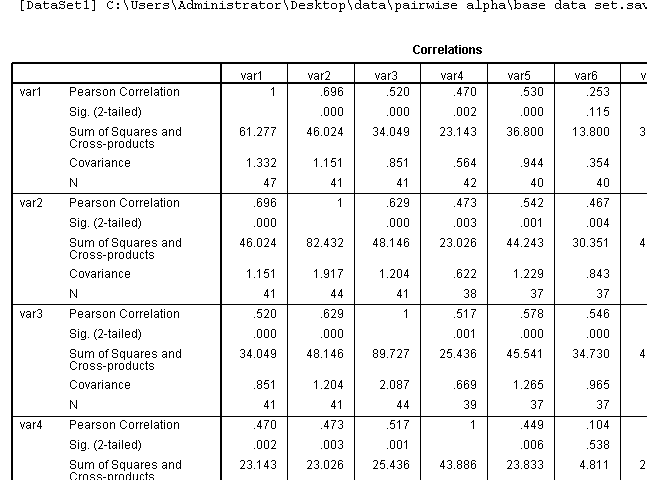 [DataSet1] C:\Users\Administrator\Desktop\data\pairwise alpha\base data set.sav
Correlations
var1 var2 var3 var4 var5 var6 v
var1 Pearson Correlation 1 .696 .520 .470 .530 .253
Sig. (2-tailed) .000 .000 .002 .000 .115
Sum of Squares and 61.277 46.024 34.049 23.143 36.800 13.800 3
Cross-products
Covariance 1.332 1.151 .851 .564 .944 .354
N 47 41 41 42 40 40
var2 Pearson Correlation .696 1 .629 .473 .542 .467
Sig. (2-tailed) .000 .000 .003 .001 .004
Sum of Squares and 46.024 82.432 48.146 23.026 44.243 30.351 4
Cross-products
Covariance 1.151 1.917 1.204 .622 1.229 .843
N 41 44 41 38 37 37
var3 Pearson Correlation .520 .629 1 .517 .578 .546
Sig. (2-tailed) .000 .000 .001 .000 .000
Sum of Squares and 34.049 48.146 89.727 25.436 45.541 34.730 4
Cross-products
Covariance .851 1.204 2.087 .669 1.265 .965
N 41 41 44 39 37 37
var4 Pearson Correlation .470 .473 .517 1 .449 .104
Sig. (2-tailed) .002 .003 .001 .006 .538
Sum of Squares and 23.143 23.026 25.436 43.886 23.833 4.811 2
Cross-products